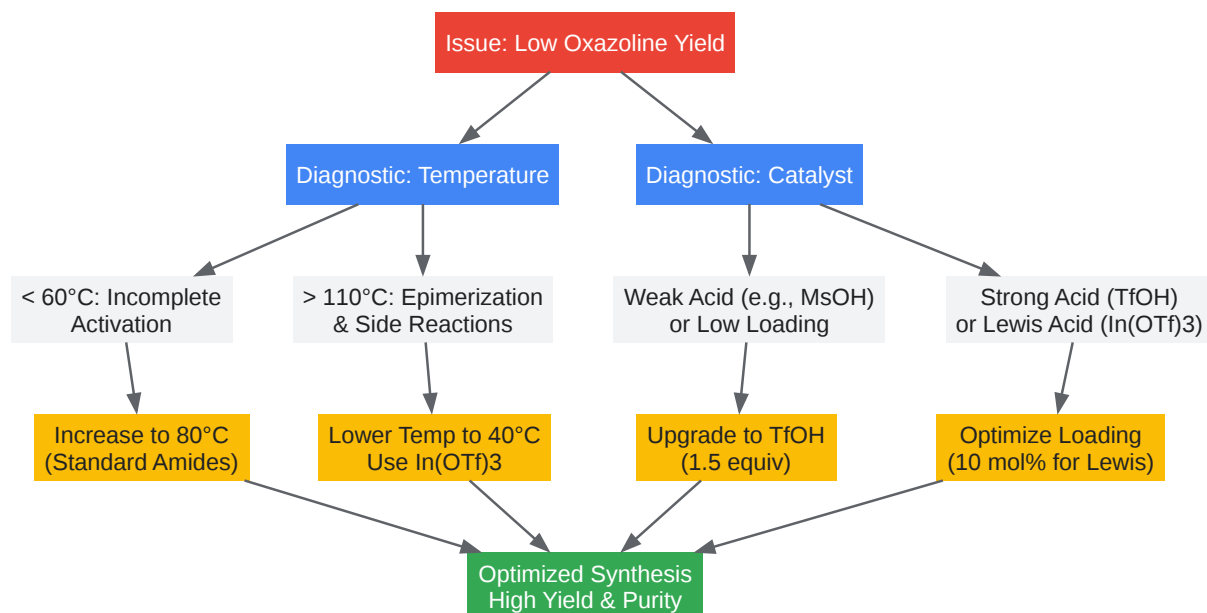 Issue: Low Oxazoline Yield
Diagnostic: Temperature
Diagnostic: Catalyst
< 60°C: Incomplete
Activation
> 110°C: Epimerization
& Side Reactions
Weak Acid (e.g., MsOH)
or Low Loading
Strong Acid (TfOH)
or Lewis Acid (In(OTf)3)
Increase to 80°C
(Standard Amides)
Lower Temp to 40°C
Use In(OTf)3
Upgrade to TfOH
(1.5 equiv)
Optimize Loading
(10 mol% for Lewis)
Optimized Synthesis
High Yield & Purity